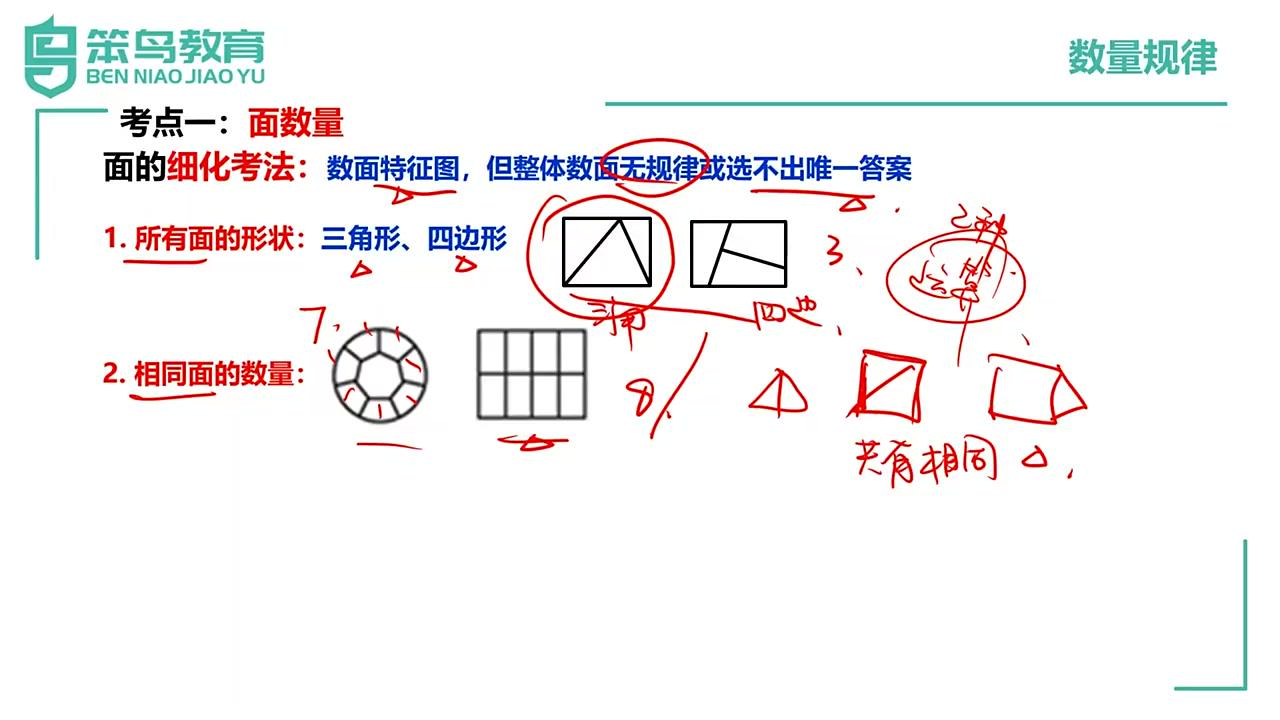 笨鸟教育
BEN NIAO JIAO YU
数量规律
考点一：面数量
面的细化考法：数面特征图，但整体数面无规律或选不出唯一答案
1. 所有面的形状：三角形、四边形
3、
三角
四边、
7.
2. 相同面的数量：
8
共有相同